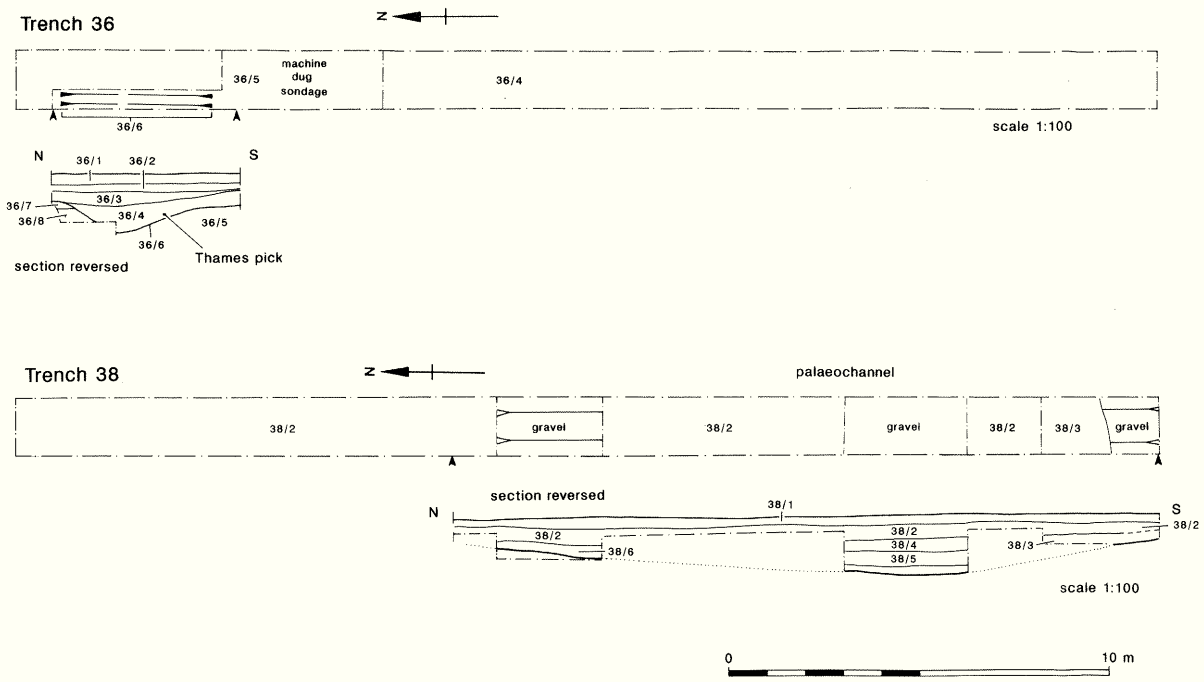 Trench 36
N
machine
dug
sondage
36/5
36/4
36/6
scale 1:100
N
S
36/1
36/2
36/3
36/7
36/4
36/8
36/5
36/6
Thames pick
section reversed
Trench 38
N
palaeochannel
38/2
gravel
38/2
gravel
38/2
38/3
gravel
section reversed
38/1
N
S
38/2
38/2
38/2
38/4
38/6
38/3
38/5
scale 1:100
0
10 m